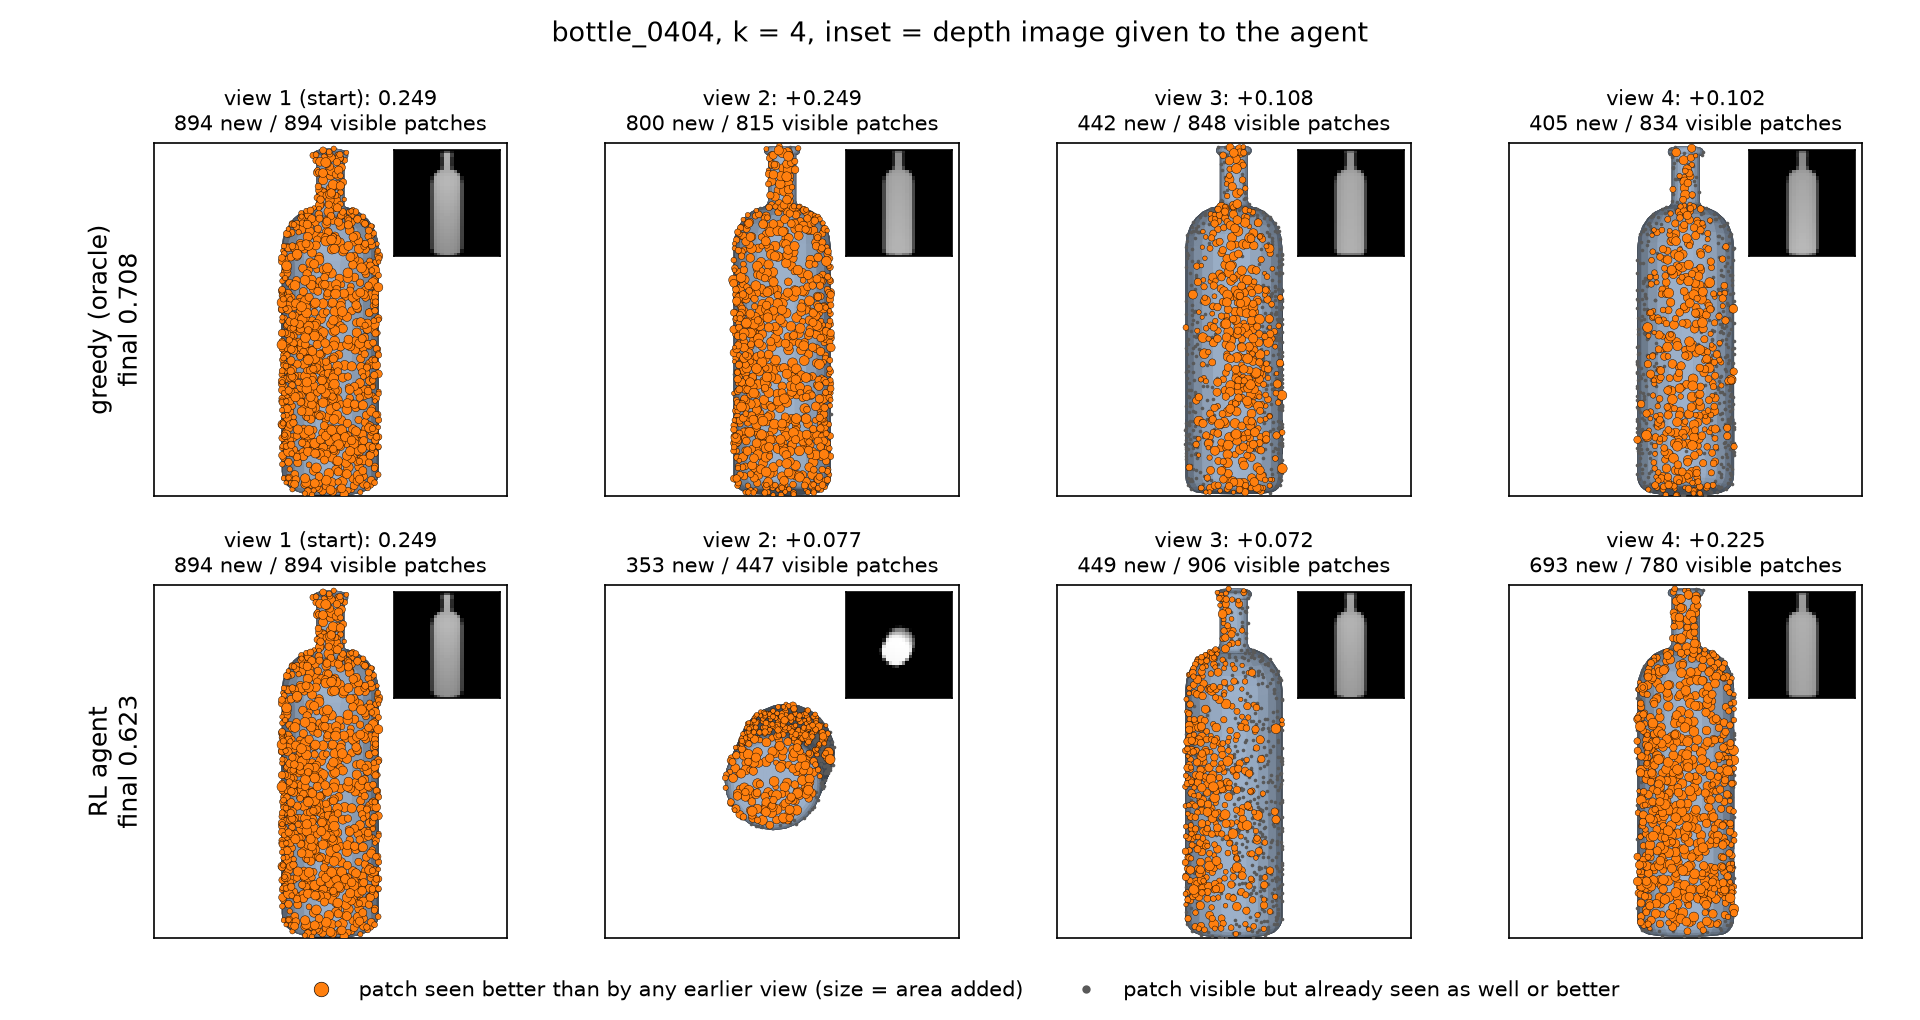 bottle_0404, k = 4, inset = depth image given to the agent
greedy (oracle)
final 0.708
view 1 (start): 0.249
894 new / 894 visible patches
view 2: +0.249
800 new / 815 visible patches
view 3: +0.108
442 new / 848 visible patches
view 4: +0.102
405 new / 834 visible patches
RL agent
final 0.623
view 1 (start): 0.249
894 new / 894 visible patches
view 2: +0.077
353 new / 447 visible patches
view 3: +0.072
449 new / 906 visible patches
view 4: +0.225
693 new / 780 visible patches
patch seen better than by any earlier view (size = area added)
patch visible but already seen as well or better